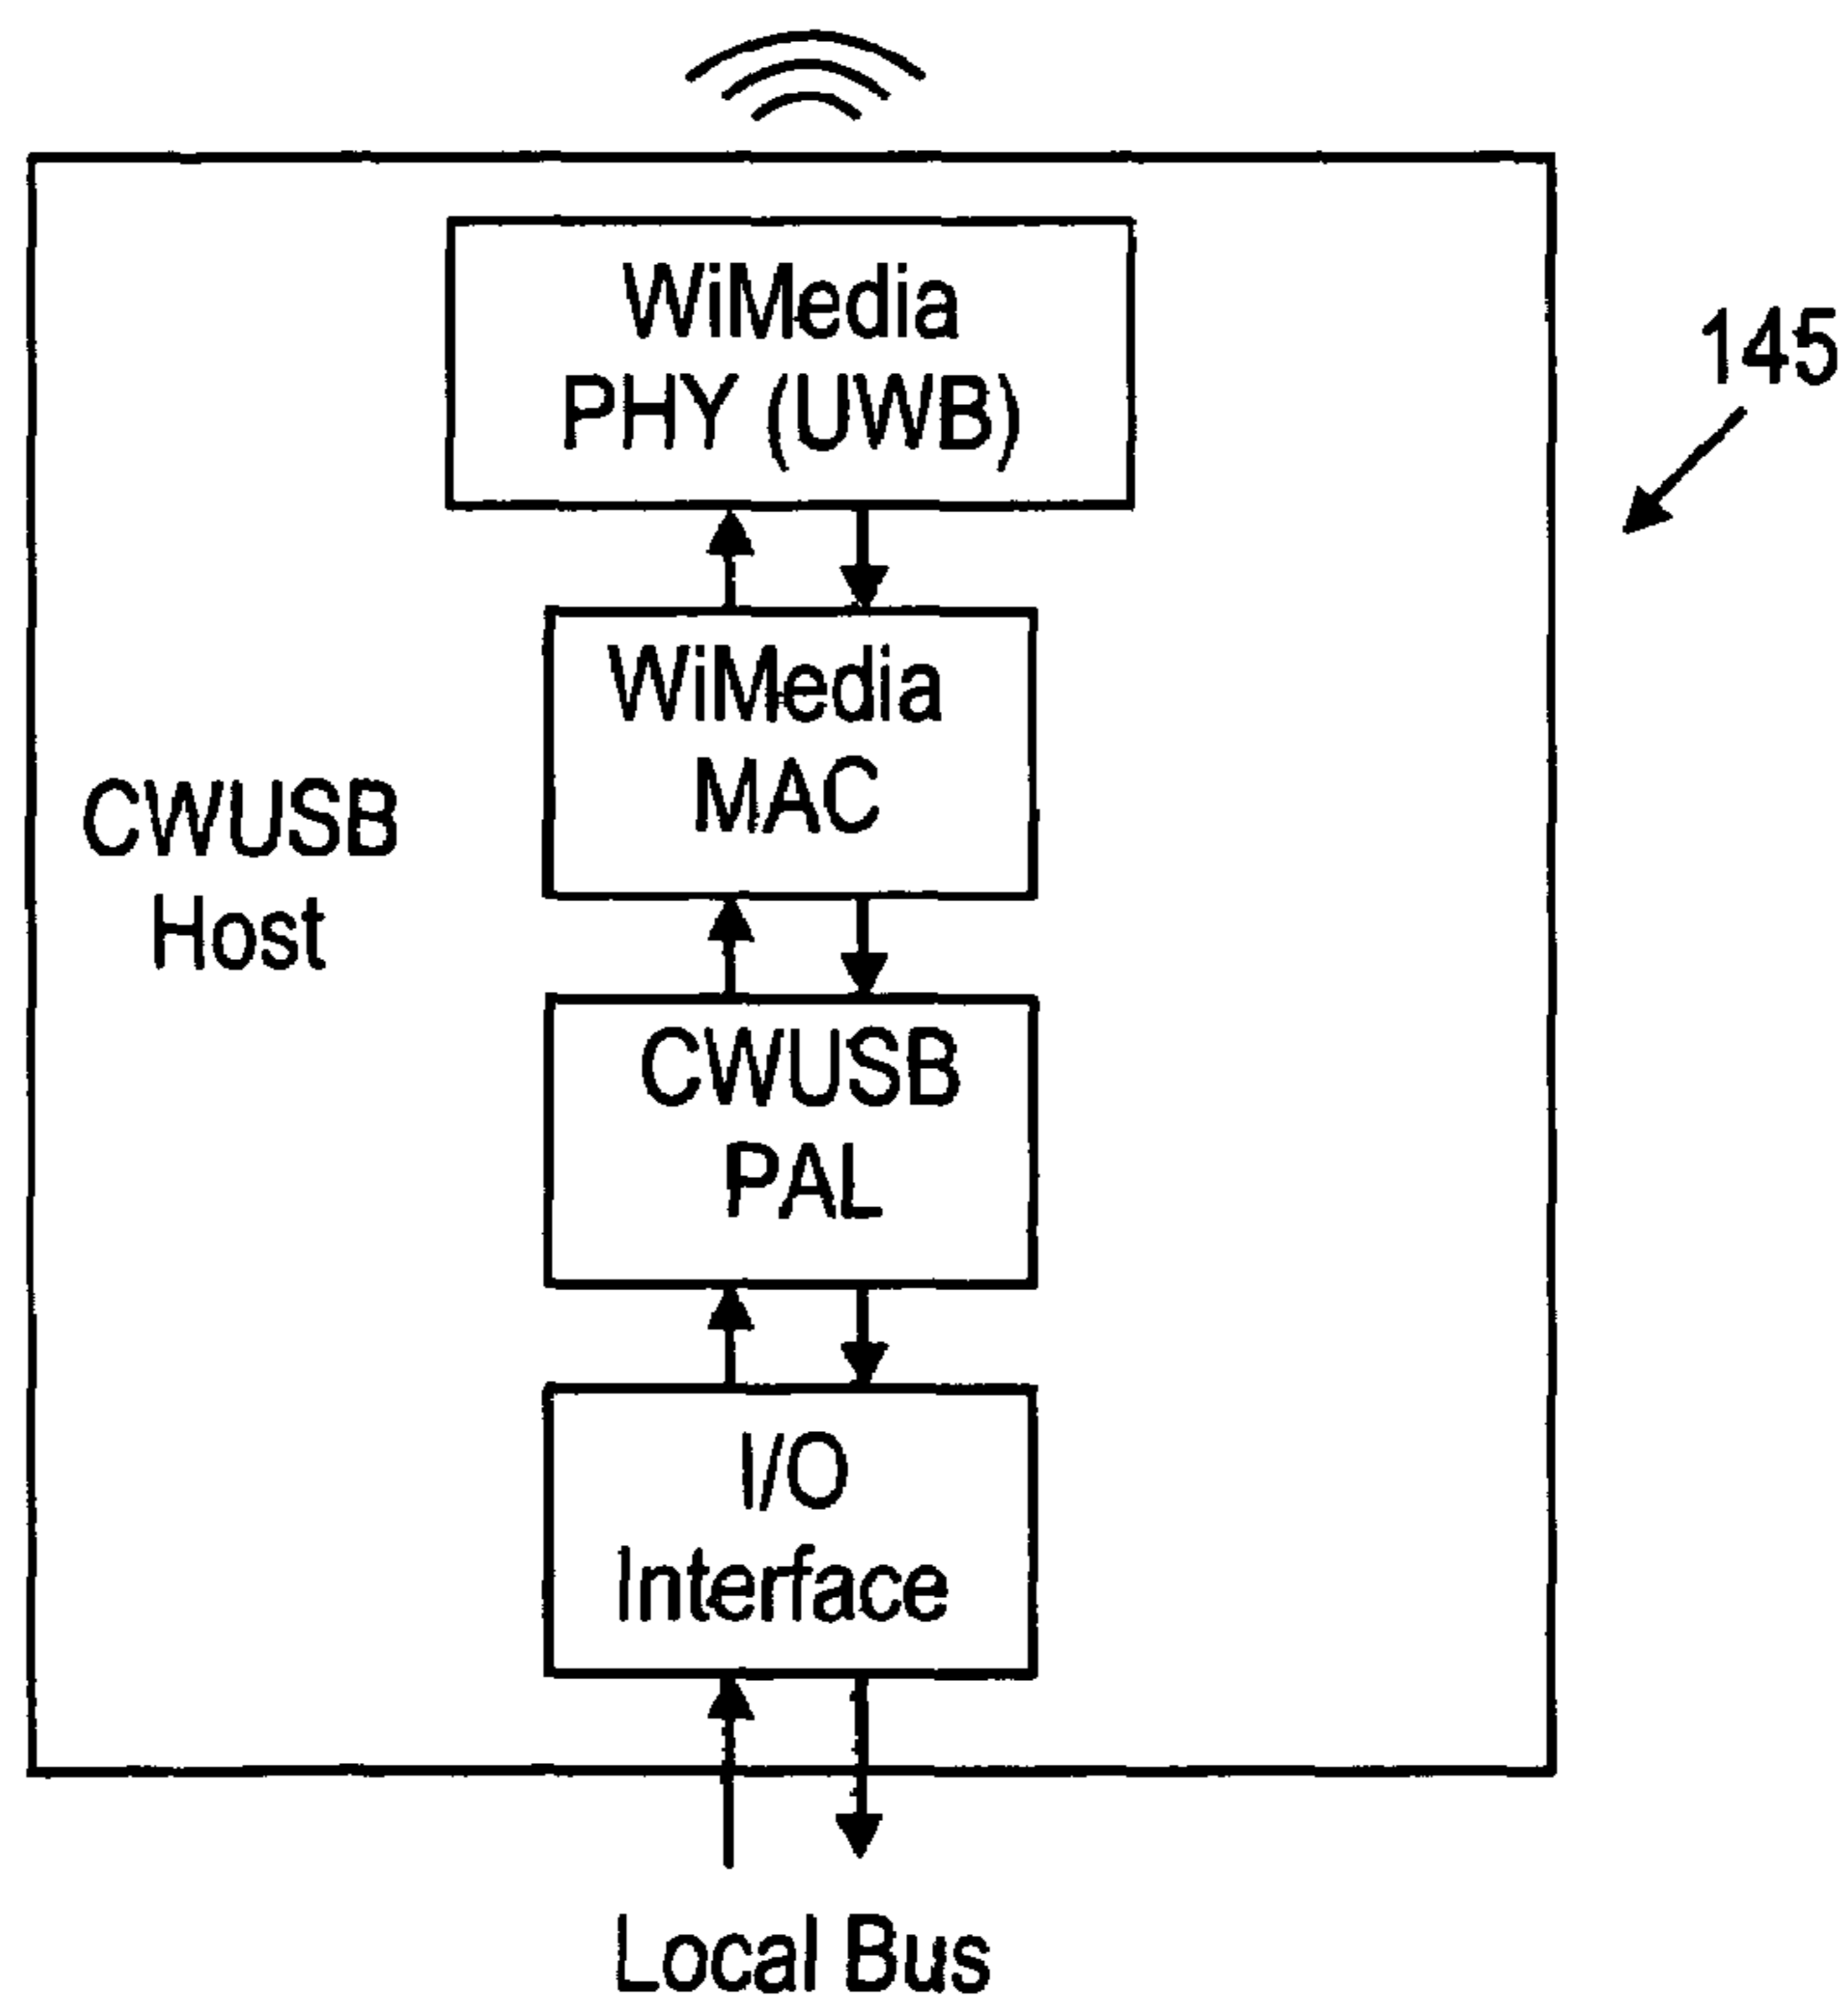 WiMedia
PHY (UWB)
145
WiMedia
MAC
CWUSB
Host
CWUSB
PAL
I/O
Interface
Local Bus